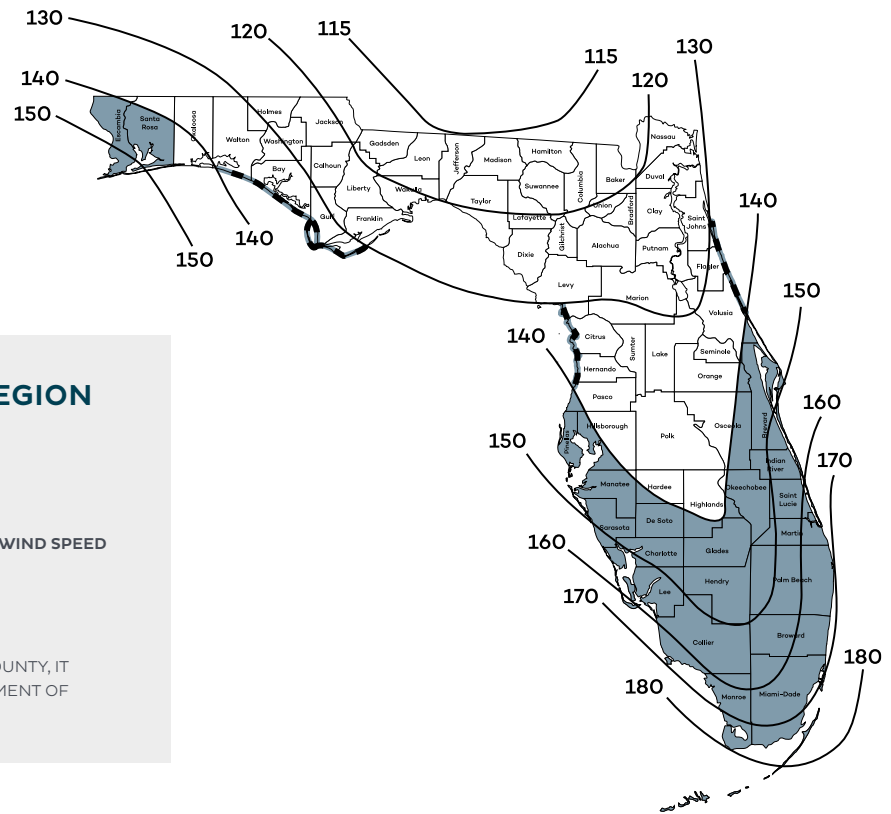 130
120
115
115
130
140
120
150
Escambia
Santa Rosa
Okaloosa
Walton
Holmes
Washington
Jackson
Bay
Calhoun
Gulf
Liberty
Gadsden
Franklin
Leon
Wakulla
Jefferson
Madison
Taylor
Hamilton
Suwannee
Lafayette
Dixie
Columbia
Gilchrist
Levy
Baker
Union
Bradford
Alachua
Nassau
Duval
Clay
Saint Johns
Putnam
Flagler
Marion
Volusia
140
150
140
140
150
160
170
Citrus
Hernando
Pasco
Sumter
Lake
Seminole
Orange
Osceola
Brevard
Pinellas
Hillsborough
Polk
Indian River
Manatee
Hardee
Highlands
Okeechobee
Saint Lucie
Sarasota
De Soto
Martin
Charlotte
Glades
Lee
Hendry
Palm Beach
Collier
Broward
Monroe
Miami-Dade
150
160
170
180
180
EGION
WIND SPEED
OUNTY, IT
MENT OF